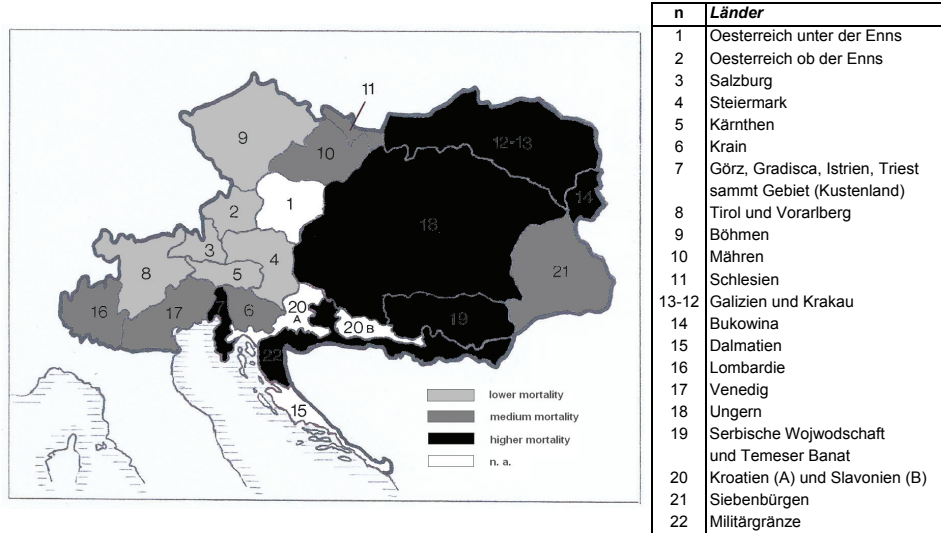 11
9
10
12-13
14
2
1
18
3
4
8
5
21
16
17
7
6
20
A
20 B
19
22
15
lower mortality
medium mortality
higher mortality
n. a.
n Länder
1 Oesterreich unter der Enns
2 Oesterreich ob der Enns
3 Salzburg
4 Steiermark
5 Kärnthen
6 Krain
7 Görz, Gradisca, Istrien, Triest
sammt Gebiet (Kustenland)
8 Tirol und Vorarlberg
9 Böhmen
10 Mähren
11 Schlesien
13-12 Galizien und Krakau
14 Bukowina
15 Dalmatien
16 Lombardie
17 Venedig
18 Ungern
19 Serbische Wojwodschaft
und Temeser Banat
20 Kroatien (A) und Slavonien (B)
21 Siebenbürgen
22 Militärgränze